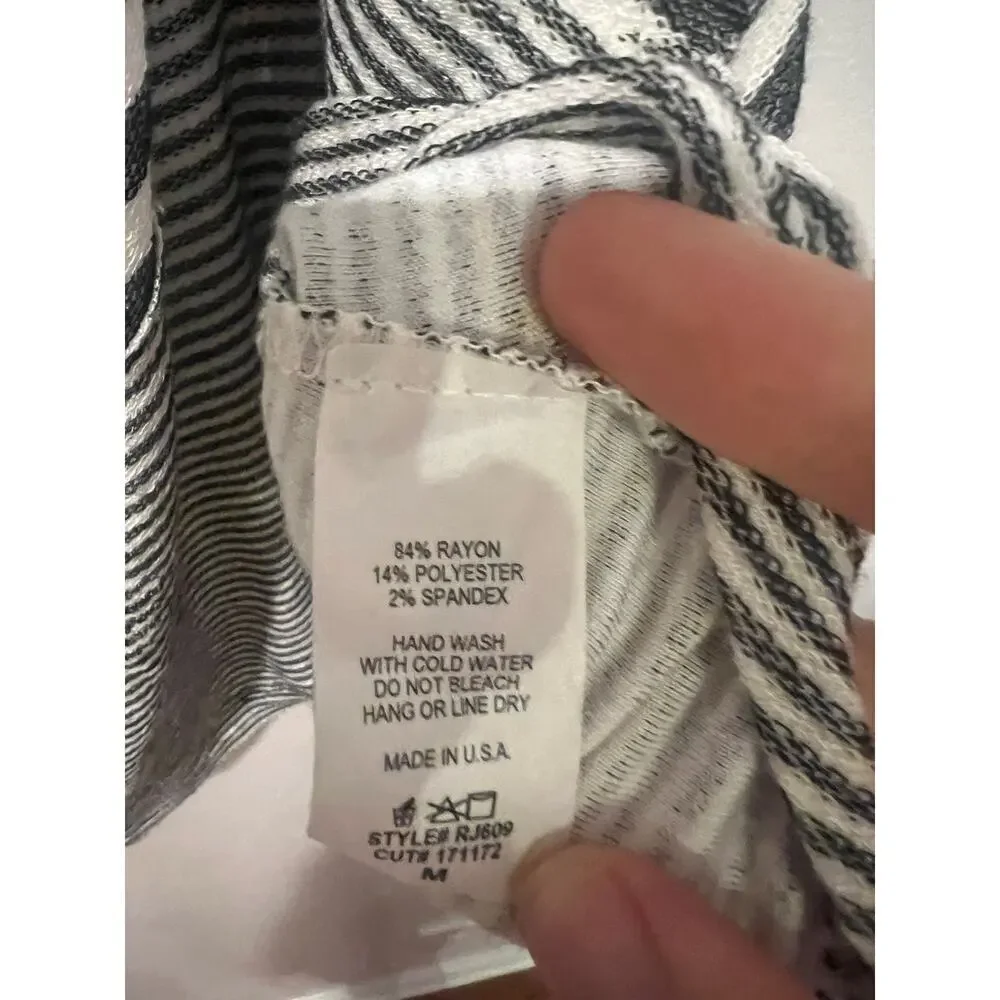 84% RAYON
14% POLYESTER
2% SPANDEX
HAND WASH
WITH COLD WATER
DO NOT BLEACH
HANG OR LINE DRY
MADE IN U.S.A.
STYLE# RJ609
CUT# 171172
M